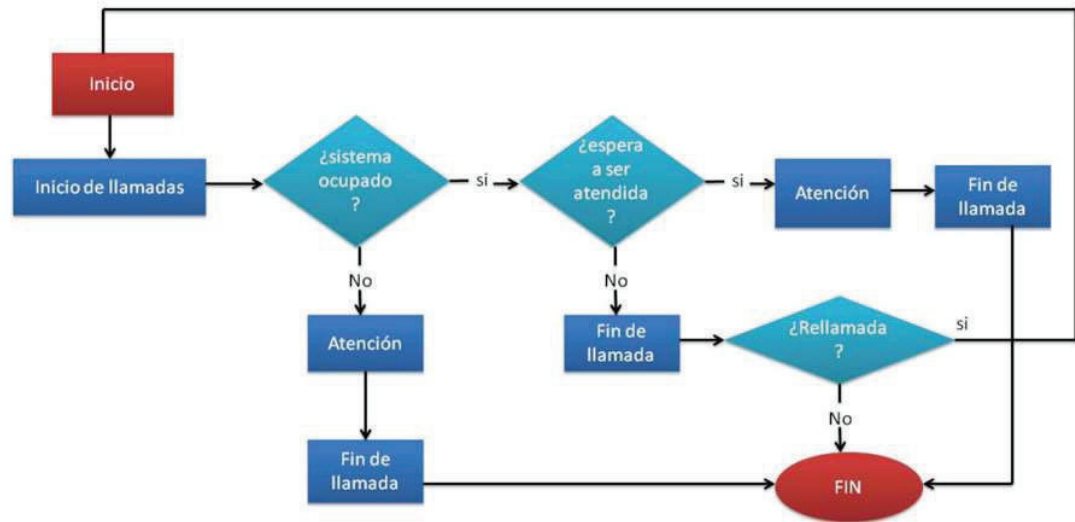 Inicio
Inicio de llamadas
¿sistema
ocupado
?
si
¿espera
a ser
atendida
?
si
Atención
Fin de
llamada
No
Atención
Fin de
llamada
No
Fin de
llamada
¿Rellamada
?
si
No
FIN